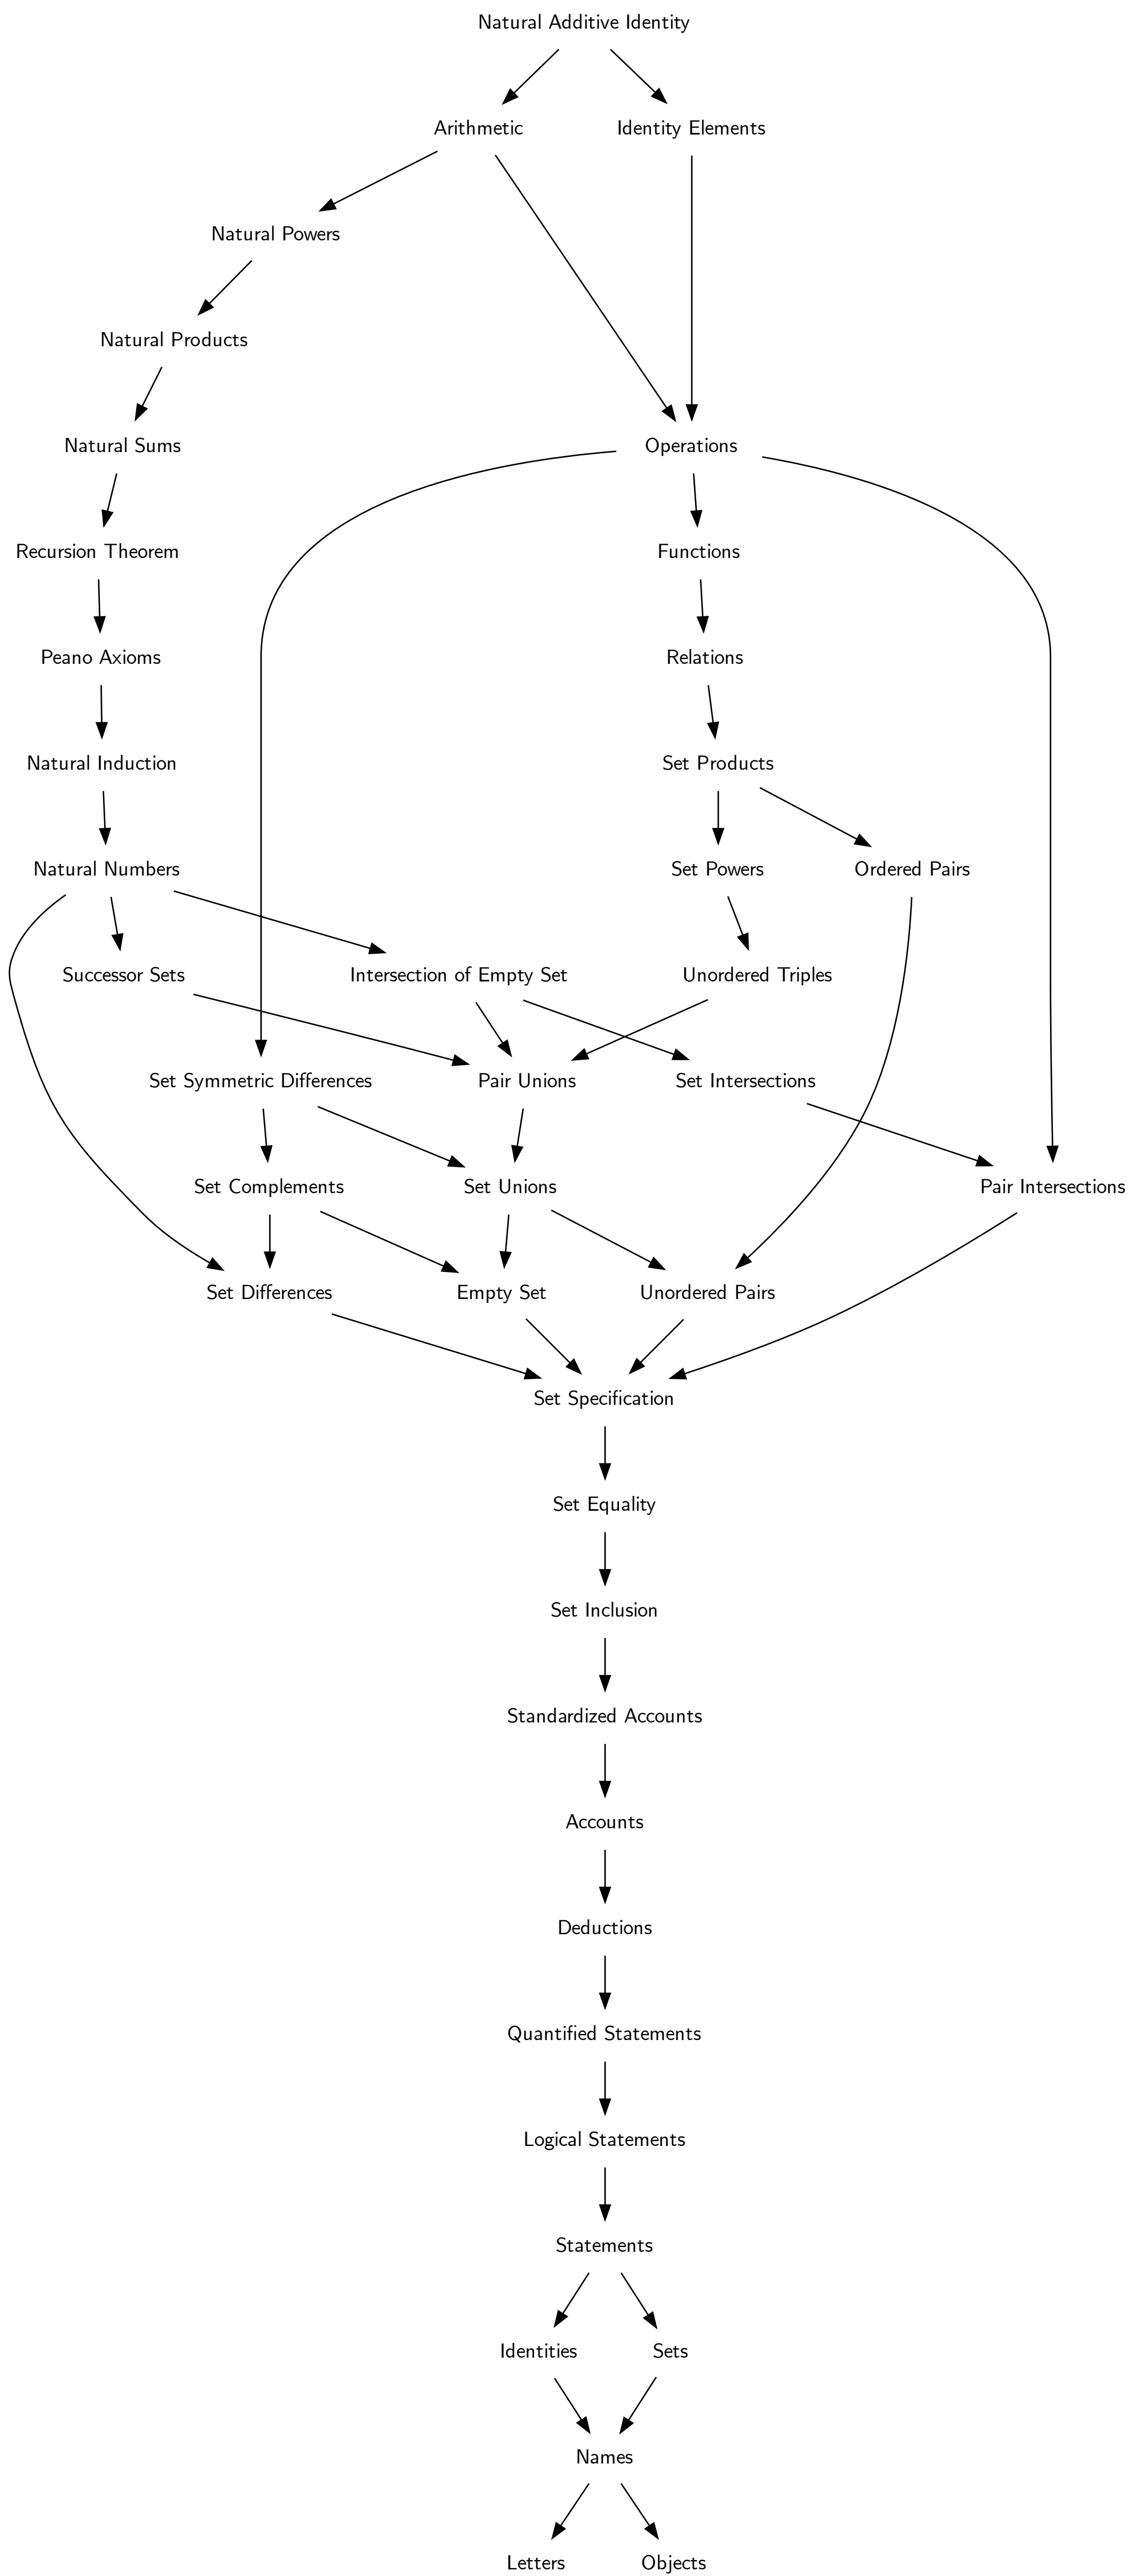 Natural Additive Identity
Arithmetic
Identity Elements
Natural Powers
Natural Products
Natural Sums
Operations
Recursion Theorem
Functions
Peano Axioms
Relations
Natural Induction
Set Products
Natural Numbers
Set Powers
Ordered Pairs
Successor Sets
Intersection of Empty Set
Unordered Triples
Set Symmetric Differences
Pair Unions
Set Intersections
Set Complements
Set Unions
Pair Intersections
Set Differences
Empty Set
Unordered Pairs
Set Specification
Set Equality
Set Inclusion
Standardized Accounts
Accounts
Deductions
Quantified Statements
Logical Statements
Statements
Identities
Sets
Names
Letters
Objects